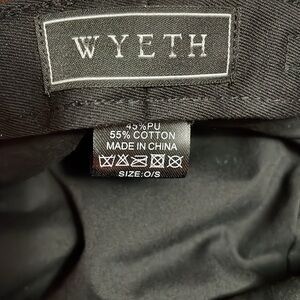 WYETH
45%PU
55% COTTON
MADE IN CHINA
SIZE:O/S